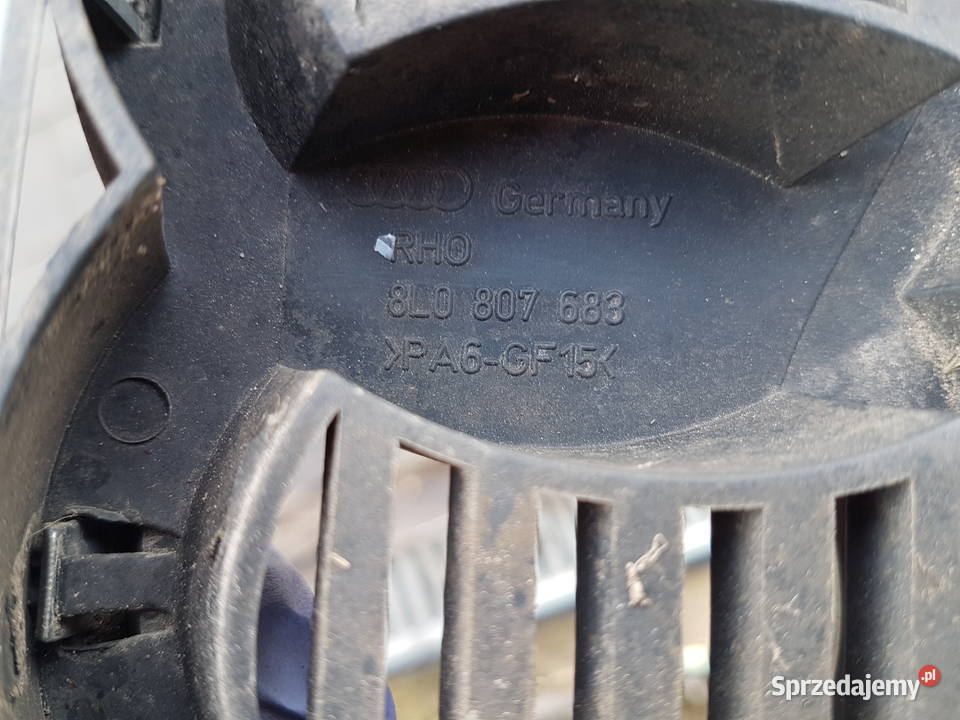 Germany
RHO
8L0 807 683
>PA6-GF15<
Sprzedajemy.pl